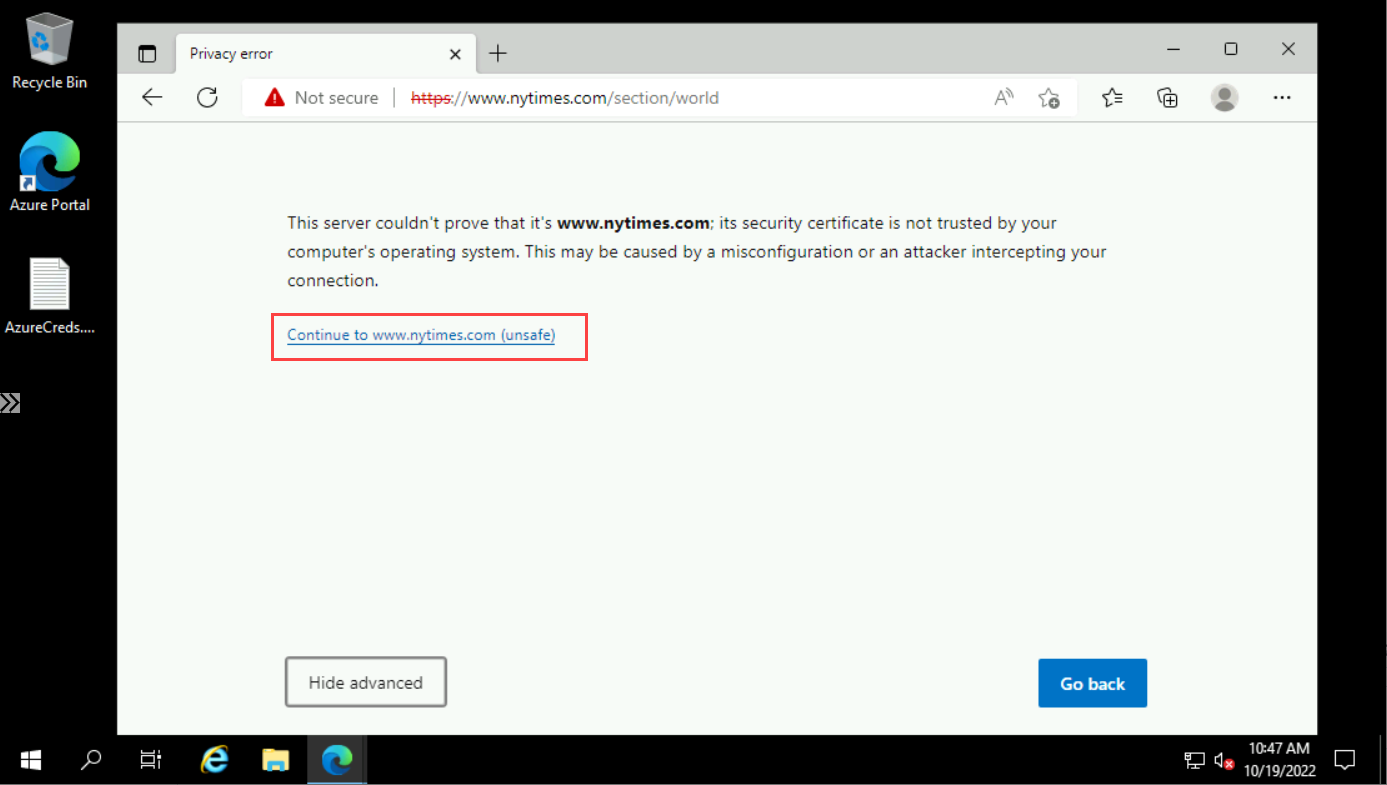 Recycle Bin
Azure Portal
AzureCreds....
Privacy error
Not secure
https://www.nytimes.com/section/world
This server couldn't prove that it's www.nytimes.com; its security certificate is not trusted by your
computer's operating system. This may be caused by a misconfiguration or an attacker intercepting your
connection.
Continue to www.nytimes.com (unsafe)
Hide advanced
Go back
10:47 AM
10/19/2022